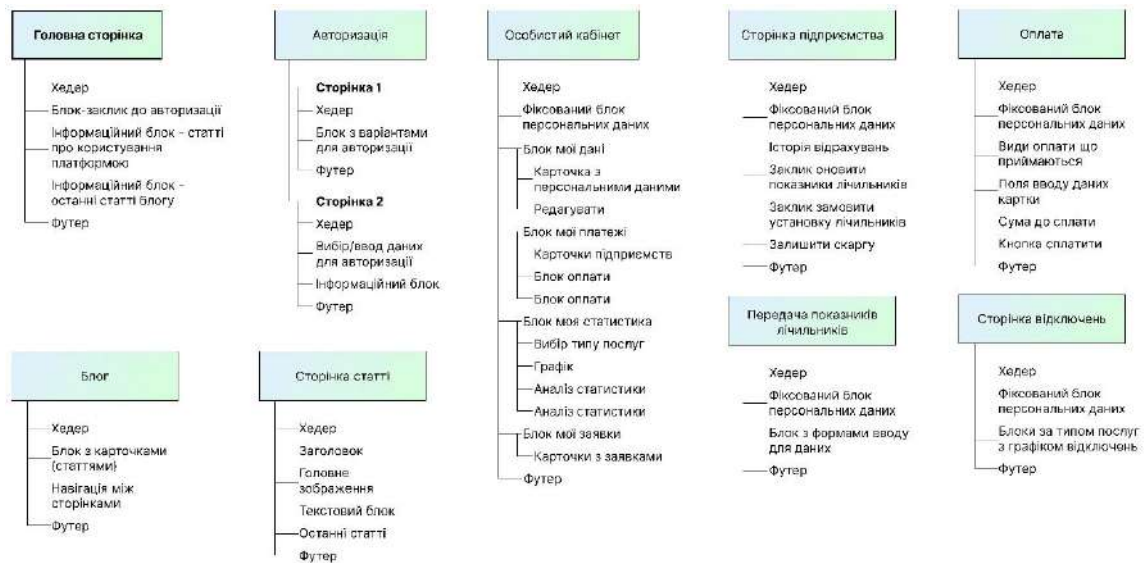 Головна сторінка
Хедер
Блок-заклик до авторизації
Інформаційний блок - статті
про користування
платформою
Інформаційний блок -
останні статті блогу
Футер
Авторизація
Сторінка 1
Хедер
Блок з варіантами
для авторизації
Футер
Сторінка 2
Хедер
Вибір/ввод даних
для авторизації
Інформаційний блок
Футер
Особистий кабінет
Хедер
Фіксований блок
персональних даних
Блок мої дані
Карточка з
персональними даними
Редагувати
Блок мої платежі
Карточки підприємств
Блок оплати
Блок оплати
Блок моя статистика
Вибір типу послуг
Графік
Аналіз статистики
Аналіз статистики
Блок мої заявки
Карточки з заявками
Футер
Сторінка підприємства
Хедер
Фіксований блок
персональних даних
Історія відрахувань
Заклик оновити
показники лічильників
Заклик замовити
установку лічильників
Залишити скаргу
Футер
Оплата
Хедер
Фіксований блок
персональних даних
Види оплати що
приймаються
Поля вводу даних
картки
Сума до сплати
Кнопка сплатити
Футер
Блог
Хедер
Блок з карточками
(статтями)
Навігація між
сторінками
Футер
Сторінка статті
Хедер
Заголовок
Головне
зображення
Текстовий блок
Останні статті
Футер
Передача показників
лічильників
Хедер
Фіксований блок
персональних даних
Блок з формами вводу
для даних
Футер
Сторінка відключень
Хедер
Фіксований блок
персональних даних
Блоки за типом послуг
з графіком відключень
Футер